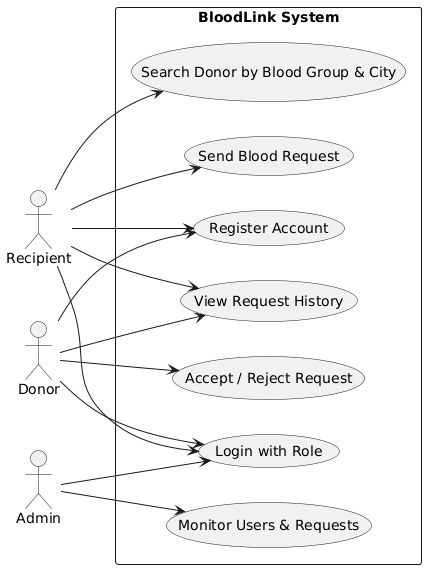 BloodLink System
Search Donor by Blood Group & City
Send Blood Request
Recipient
Register Account
View Request History
Donor
Accept / Reject Request
Login with Role
Admin
Monitor Users & Requests